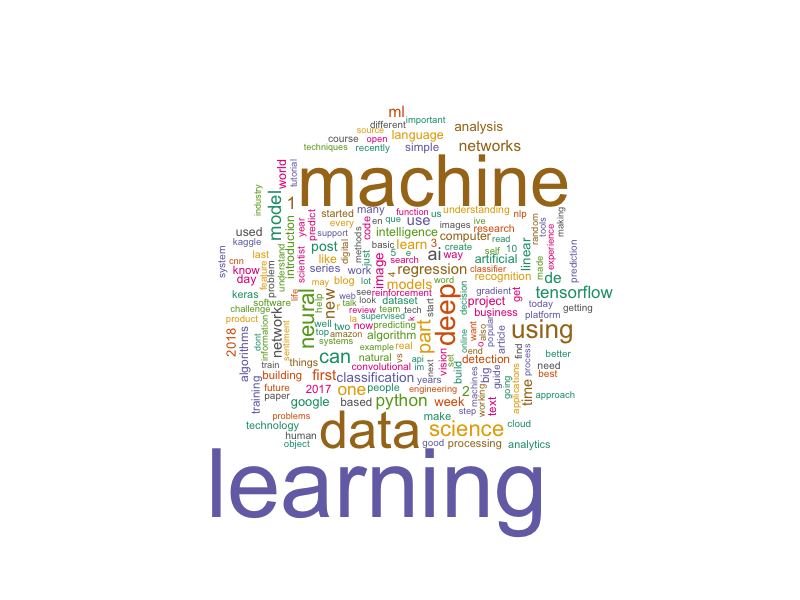 ml
different important
source
course open language analysis
techniques recently simple networks
machine
industry tutorial world
model 1
started many function us understanding nlp
every en que use images ive
used predict support code research random tools making
kaggle year basic intelligence computer read
system last introduction scientist post methods learn 3 way artificial linear de
know feature understand digital like just image 5 e ai classifier recognition made experience prediction
day problem series work lot search 4 regression
keras software life may blog models word get tensorflow
challenge network neural help new web see reinforcement deep decision project getting
product information r talk look dataset start gradient today
dont well review team tech business platform
2018 algorithms sentiment top two now supervised predicting part online want also popular article using
amazon la k o
systems algorithm
train things can example real next vision set end detection find process better
natural vs api
building first convolutional im build need
future 2017 classification years machines big guide going applications best
training paper one people engineering 2 working text time approach
google based python week step
problems make
technology data science cloud
human good processing analytics
object
learning